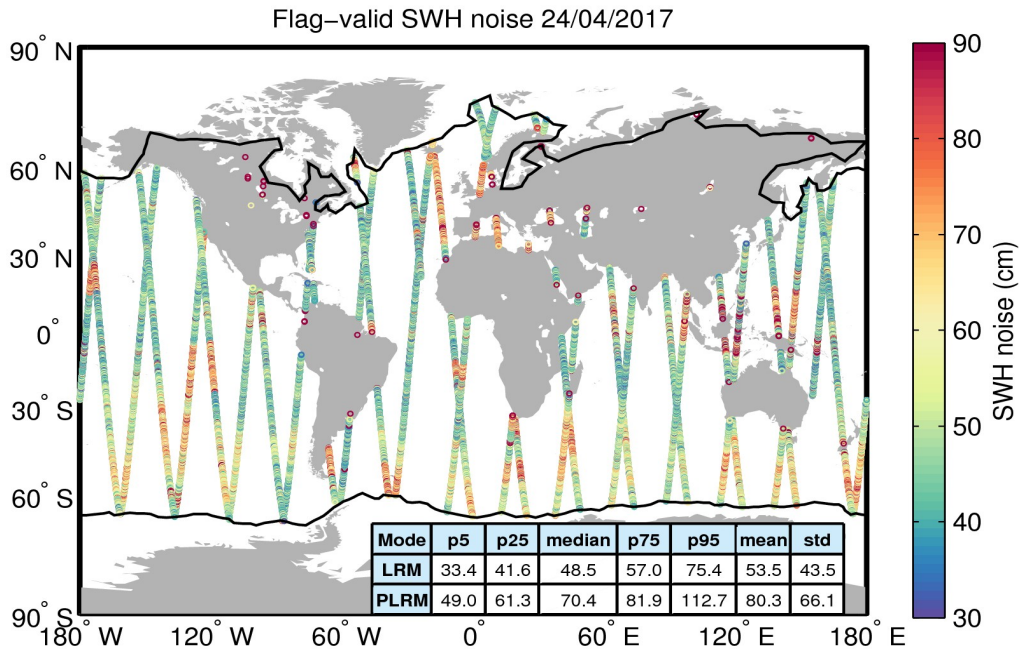 Flag−valid SWH noise 24/04/2017
90° N
60° N
30° N
0°
30° S
60° S
90° S
180° W 120° W 60° W 0° 60° E 120° E 180° E
90
80
70
60
50
40
30
SWH noise (cm)
Mode p5 p25 median p75 p95 mean std
LRM 33.4 41.6 48.5 57.0 75.4 53.5 43.5
PLRM 49.0 61.3 70.4 81.9 112.7 80.3 66.1